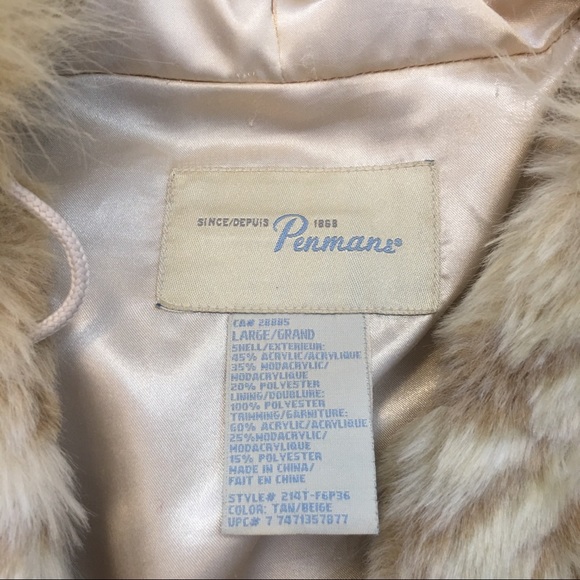 SINCE/DEPUIS 1868
Penmans®
CA# 28885
LARGE/GRAND
SHELL/EXTERIEUR:
45% ACRYLIC/ACRYLIQUE
35% MODACRYLIC/
MODACRYLIQUE
20% POLYESTER
LINING/DOUBLURE:
100% POLYESTER
TRIMMING/GARNITURE:
60% ACRYLIC/ACRYLIQUE
25%MODACRYLIC/
MODACRYLIQUE
15% POLYESTER
MADE IN CHINA/
FAIT EN CHINE
STYLE# 214T-F6P36
COLOR: TAN/BEIGE
UPC# 7 7471357877